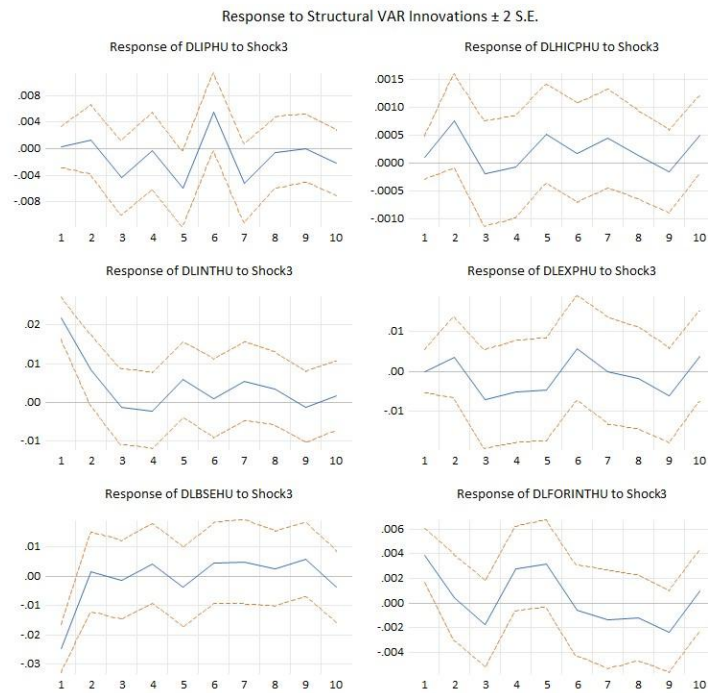 Response to Structural VAR Innovations ± 2 S.E.
Response of DLIPHU to Shock3
.008
.004
.000
-.004
-.008
1 2 3 4 5 6 7 8 9 10
Response of DLHICPHU to Shock3
.0015
.0010
.0005
.0000
-.0005
-.0010
1 2 3 4 5 6 7 8 9 10
Response of DLINTHU to Shock3
.02
.01
.00
-.01
1 2 3 4 5 6 7 8 9 10
Response of DLEXPHU to Shock3
.01
.00
-.01
1 2 3 4 5 6 7 8 9 10
Response of DLBSEHU to Shock3
.01
.00
-.01
-.02
-.03
1 2 3 4 5 6 7 8 9 10
Response of DLFORINTHU to Shock3
.006
.004
.002
.000
-.002
-.004
1 2 3 4 5 6 7 8 9 10